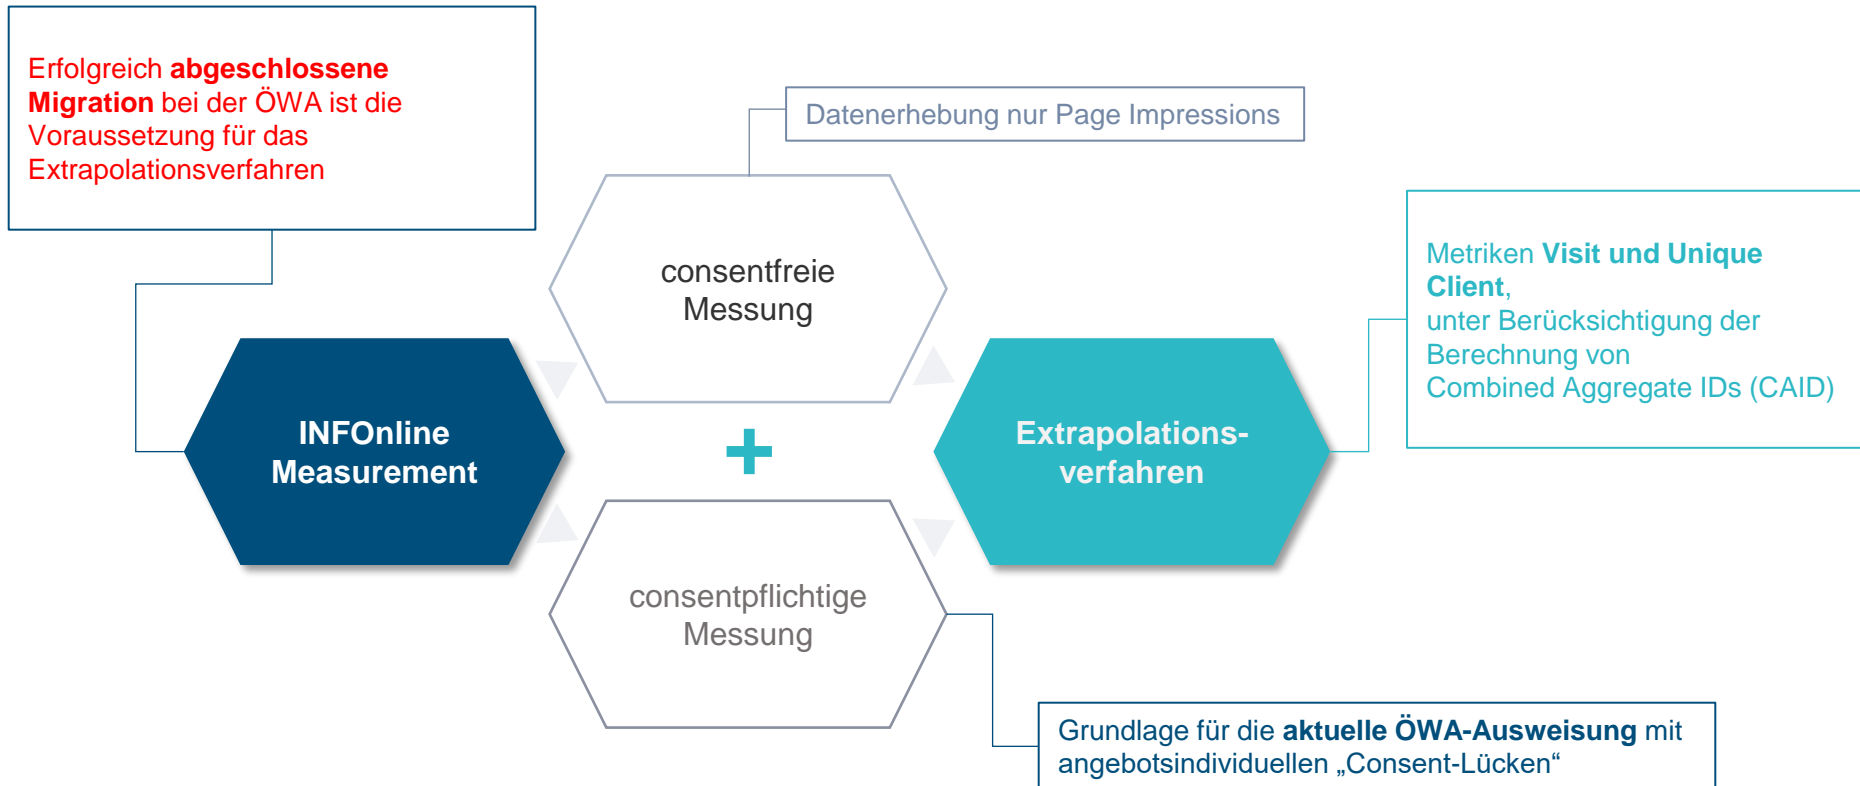 Erfolgreich abgeschlossene
Migration bei der ÖWA ist die
Voraussetzung für das
Extrapolationsverfahren
Datenerhebung nur Page Impressions
consentfreie
Messung
Metriken Visit und Unique
Client,
unter Berücksichtigung der
Berechnung von
Combined Aggregate IDs (CAID)
INFOnline
Measurement
+
Extrapolations-
verfahren
consentpflichtige
Messung
Grundlage für die aktuelle ÖWA-Ausweisung mit
angebotsindividuellen „Consent-Lücken“